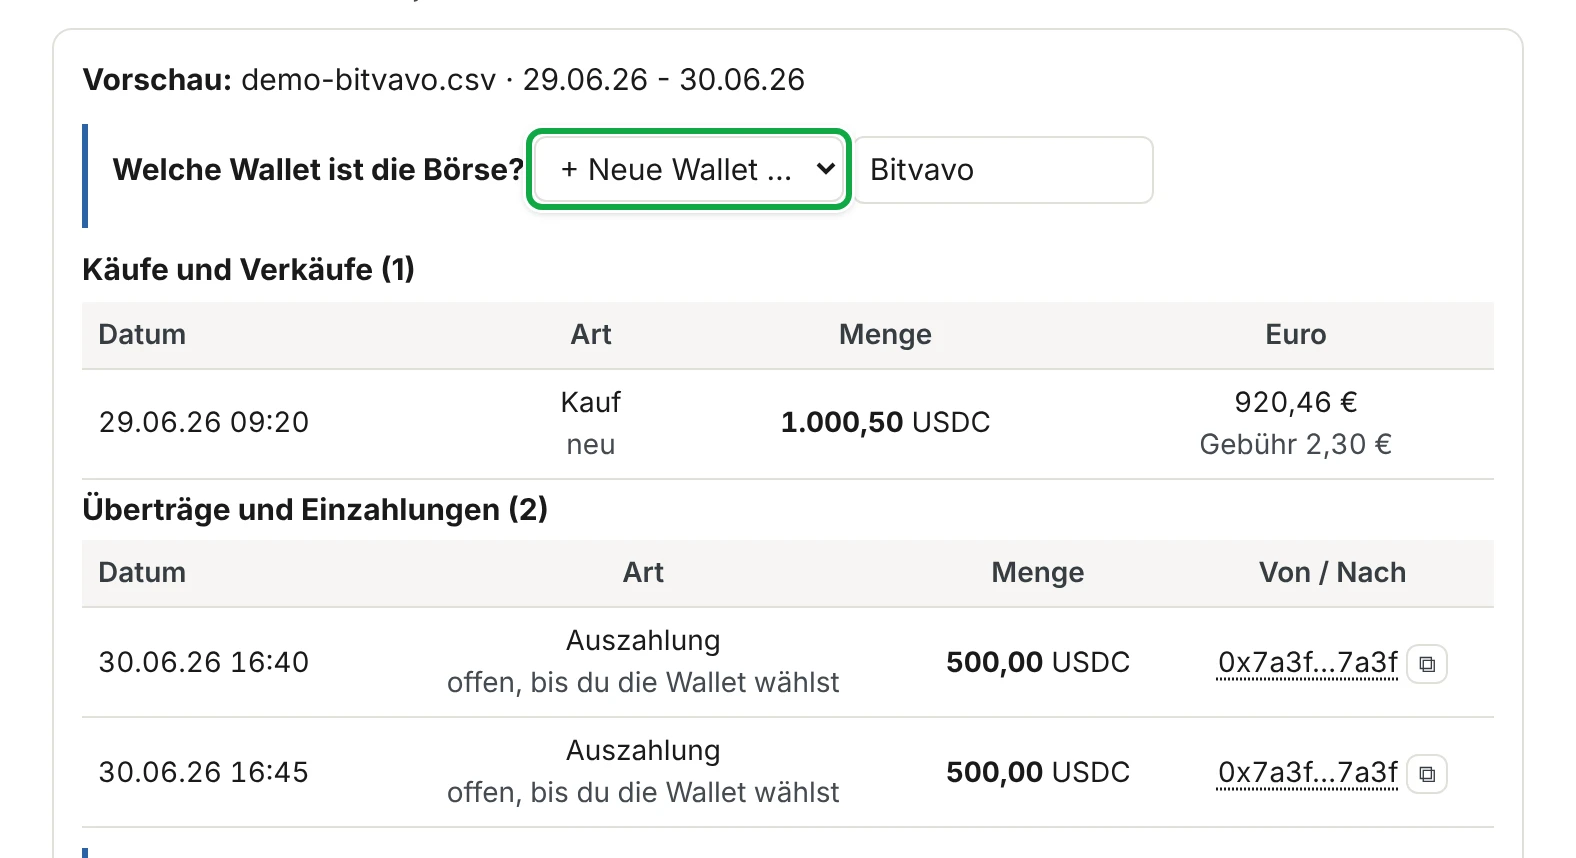 Vorschau: demo-bitvavo.csv · 29.06.26 - 30.06.26
Welche Wallet ist die Börse? + Neue Wallet ... Bitvavo
Käufe und Verkäufe (1)
Datum Art Menge Euro
29.06.26 09:20 Kauf neu 1.000,50 USDC 920,46 € Gebühr 2,30 €
Überträge und Einzahlungen (2)
Datum Art Menge Von / Nach
30.06.26 16:40 Auszahlung offen, bis du die Wallet wählst 500,00 USDC 0x7a3f...7a3f
30.06.26 16:45 Auszahlung offen, bis du die Wallet wählst 500,00 USDC 0x7a3f...7a3f